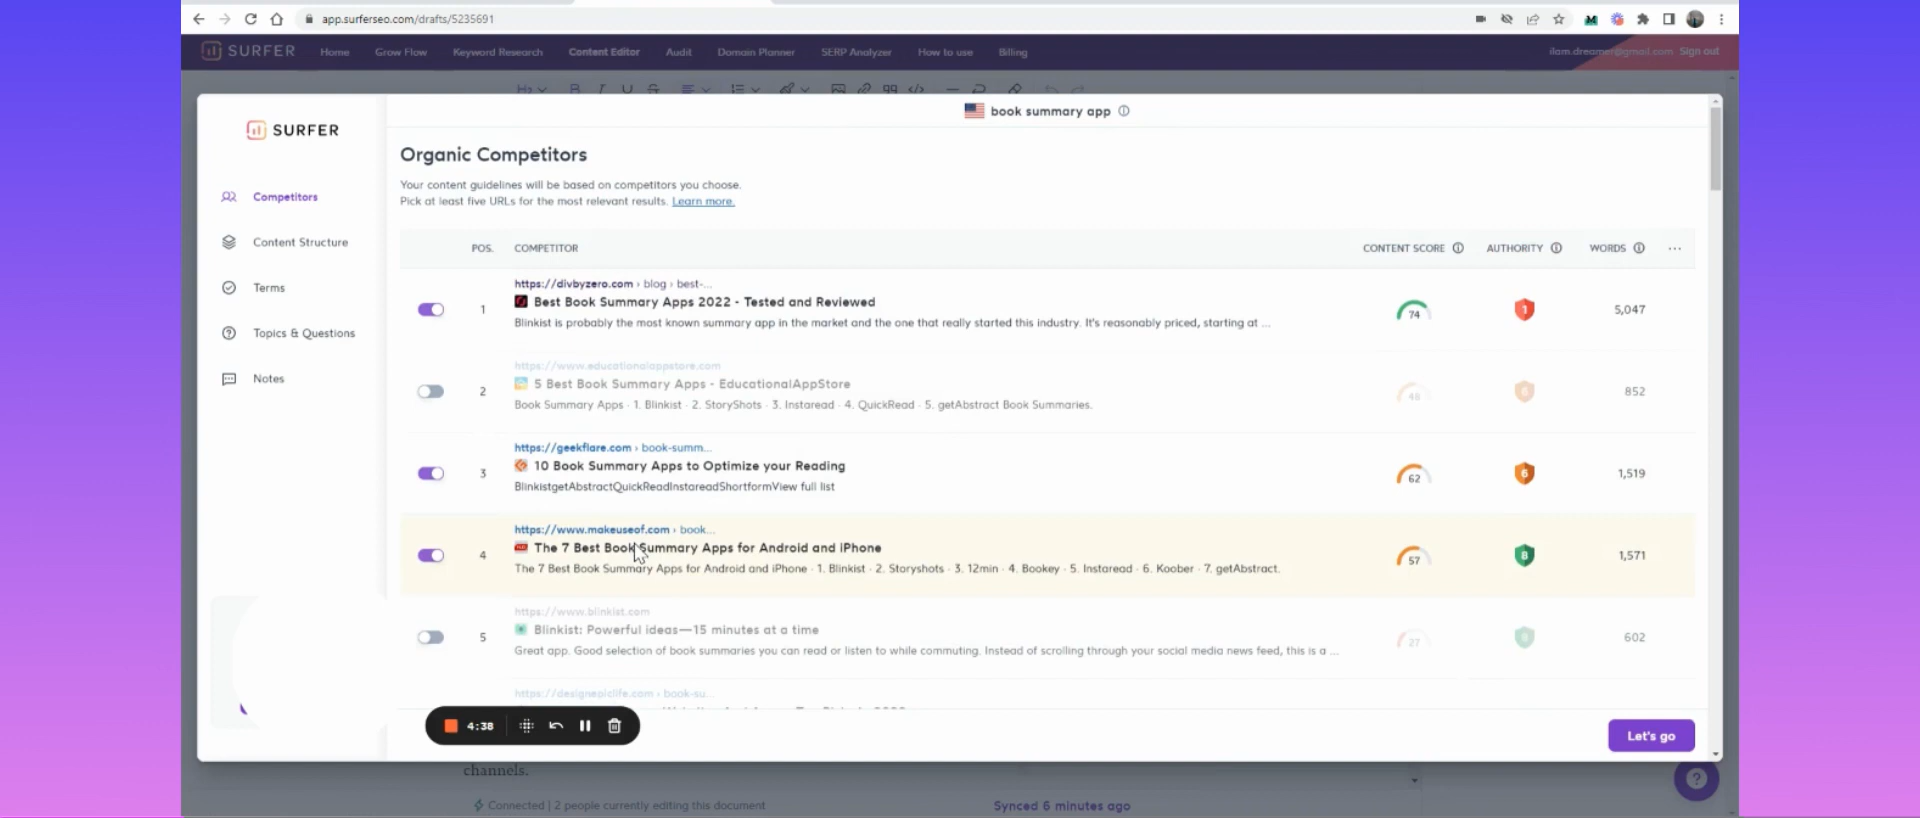 app.surferseo.com/drafts/5235691
SURFER
Home
Grow Flow
Keyword Research
Content Editor
Audit
Domain Planner
SERP Analyzer
How to use
Billing
ilam.dreamer@gmail.com Sign out
H2
B I U S
book summary app
SURFER
Competitors
Content Structure
Terms
Topics & Questions
Notes
Organic Competitors
Your content guidelines will be based on competitors you choose.
Pick at least five URLs for the most relevant results. Learn more.
POS. COMPETITOR CONTENT SCORE AUTHORITY WORDS ...
https://divbyzero.com › blog › best-...
1 Best Book Summary Apps 2022 - Tested and Reviewed 74 1 5,047
Blinkist is probably the most known summary app in the market and the one that really started this industry. It's reasonably priced, starting at ...
https://www.educationalappstore.com
2 5 Best Book Summary Apps - EducationalAppStore 48 852
Book Summary Apps · 1. Blinkist · 2. StoryShots · 3. Instaread · 4. QuickRead · 5. getAbstract Book Summaries.
https://geekflare.com › book-summ...
3 10 Book Summary Apps to Optimize your Reading 62 6 1,519
BlinkistgetAbstractQuickReadInstareadShortformView full list
https://www.makeuseof.com › book...
4 The 7 Best Book Summary Apps for Android and iPhone 57 8 1,571
The 7 Best Book Summary Apps for Android and iPhone · 1. Blinkist · 2. Storyshots · 3. 12min · 4. Bookey · 5. Instaread · 6. Koober · 7. getAbstract.
https://www.blinkist.com
5 Blinkist: Powerful ideas—15 minutes at a time 27 602
Great app. Good selection of book summaries you can read or listen to while commuting. Instead of scrolling through your social media news feed, this is a ...
https://designepiclife.com › book-su...
4:38
Let's go
channels.
Connected | 2 people currently editing this document
Synced 6 minutes ago